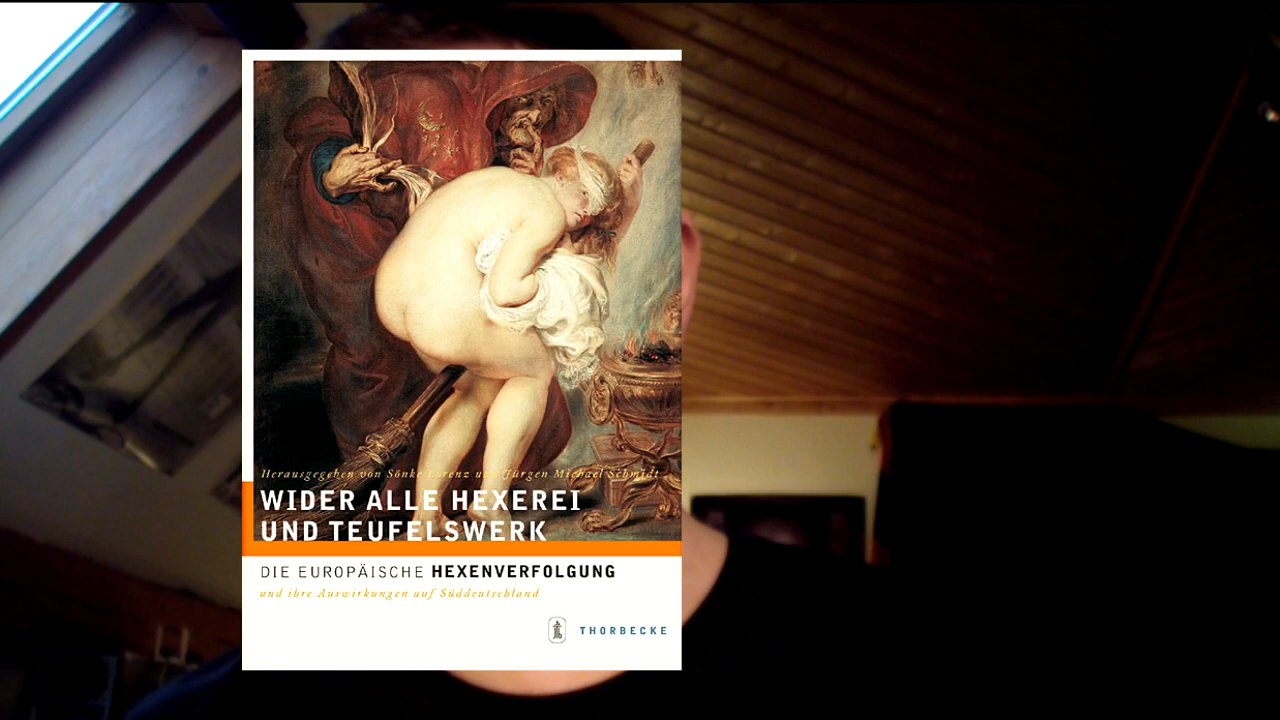 Herausgegeben von Sönke Lorenz und Jürgen Michael Schmidt
WIDER ALLE HEXEREI
UND TEUFELSWERK
DIE EUROPÄISCHE HEXENVERFOLGUNG
und ihre Auswirkungen auf Süddeutschland
THORBECKE